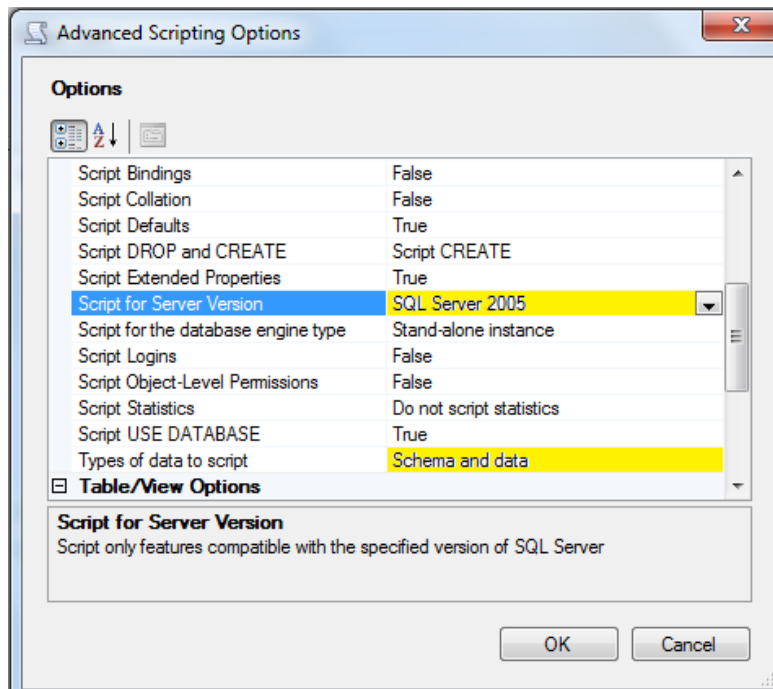 Advanced Scripting Options
Options
Script Bindings False
Script Collation False
Script Defaults True
Script DROP and CREATE Script CREATE
Script Extended Properties True
Script for Server Version SQL Server 2005
Script for the database engine type Stand-alone instance
Script Logins False
Script Object-Level Permissions False
Script Statistics Do not script statistics
Script USE DATABASE True
Types of data to script Schema and data
Table/View Options
Script for Server Version
Script only features compatible with the specified version of SQL Server
OK Cancel